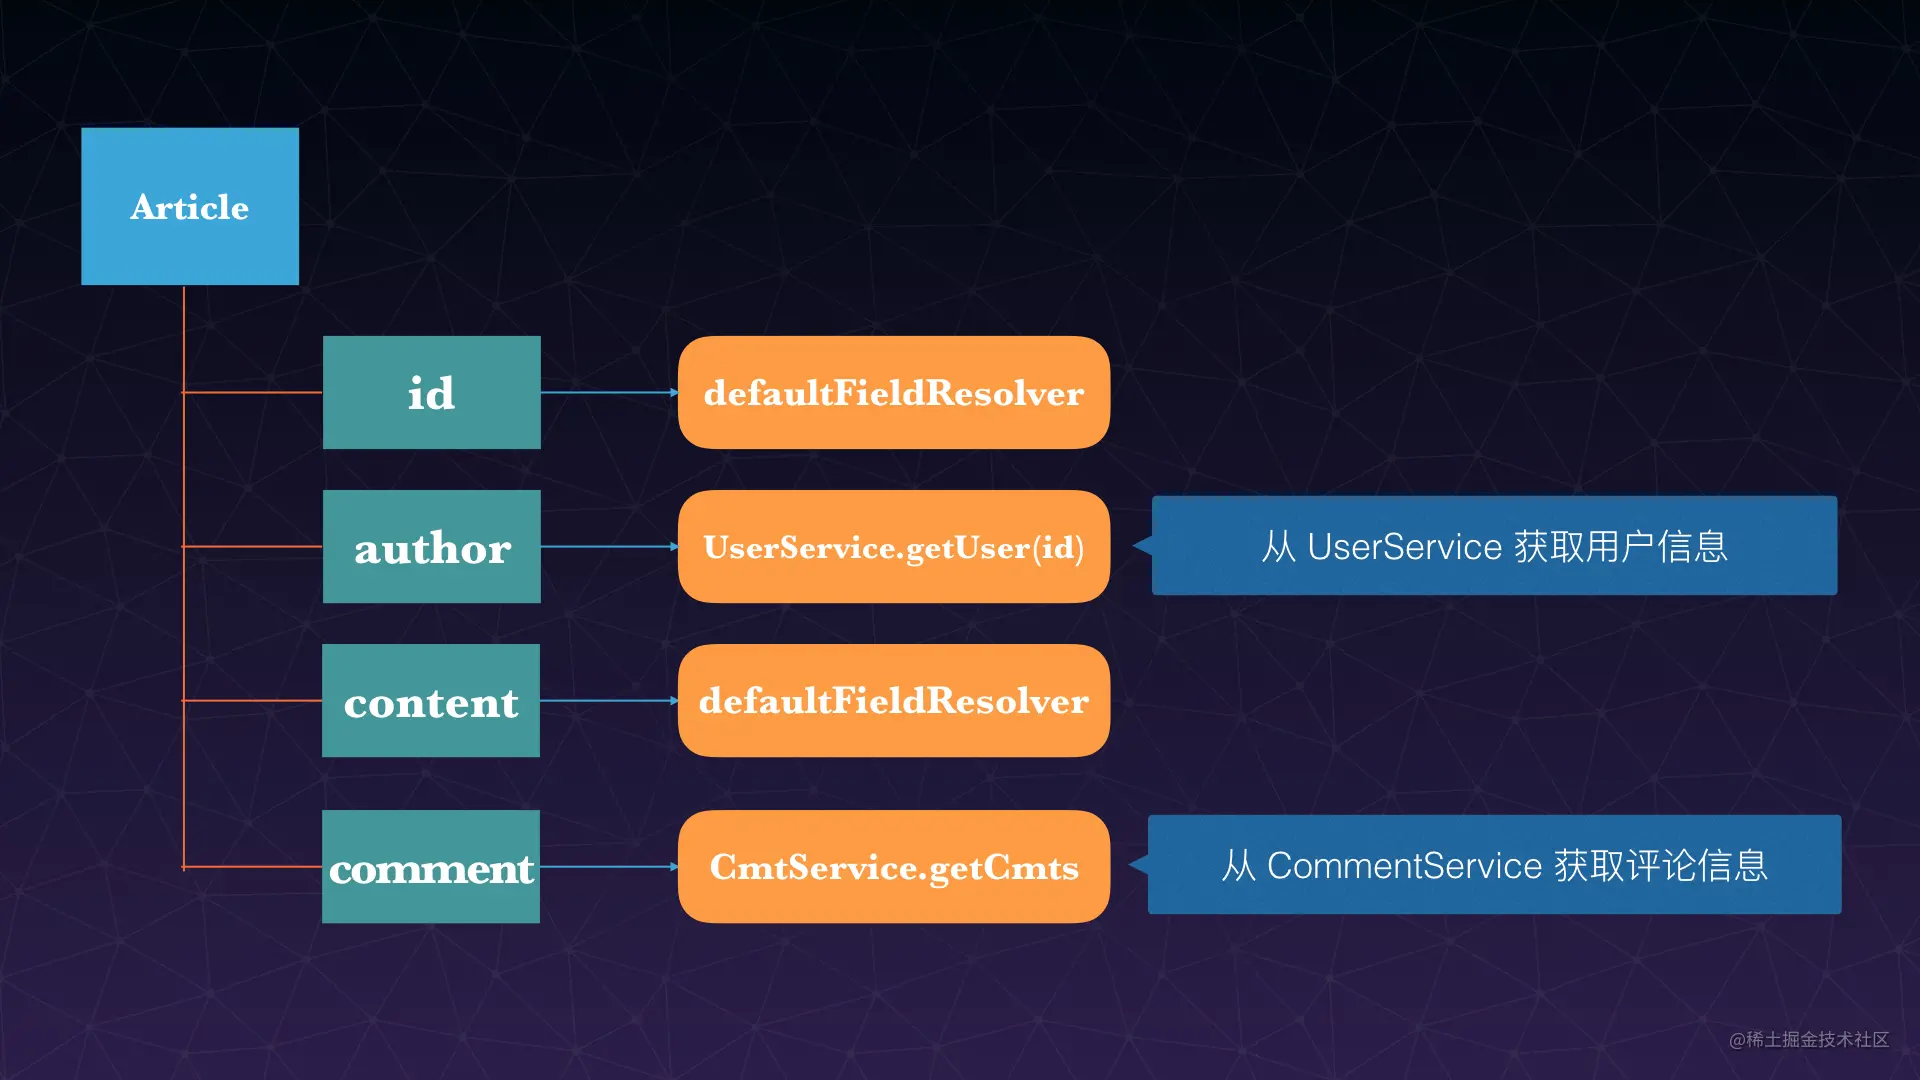 Article
id
defaultFieldResolver
author
UserService.getUser(id)
从 UserService 获取用户信息
content
defaultFieldResolver
comment
CmtService.getCmts
从 CommentService 获取评论信息
@稀土掘金技术社区